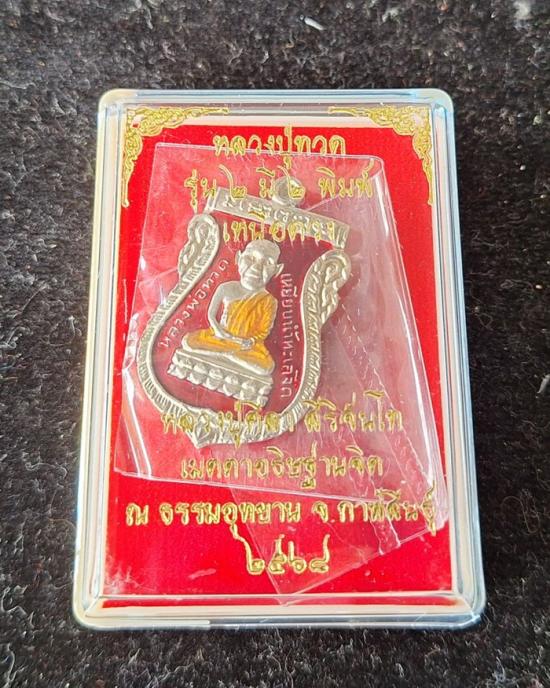 หลวงปู่ทวด
รุ่น ๒ มี ๒ พิมพ์
เหนือดวง
หลวงพ่อทวด
เหยียบน้ำทะเลจืด
หลวงปู่ศิลา สิริจันโท
เมตตาอธิษฐานจิต
ณ ธรรมอุทยาน จ.กาฬสินธุ์
๒๕๖๘